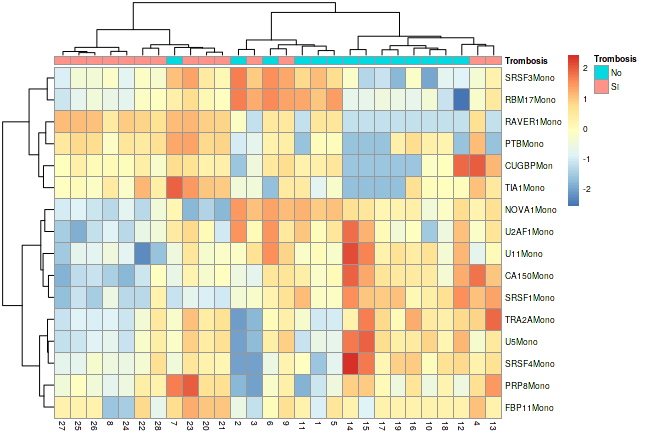 Trombosis
SRSF3Mono
RBM17Mono
RAVER1Mono
PTBMono
CUGBPMon
TIA1Mono
NOVA1Mono
U2AF1Mono
U11Mono
CA150Mono
SRSF1Mono
TRA2AMono
U5Mono
SRSF4Mono
PRP8Mono
FBP11Mono
27 25 26 8 24 22 28 7 23 20 21 2 3 6 9 11 1 5 14 15 17 19 16 10 18 12 4 13
2
1
0
-1
-2
Trombosis
No
SI